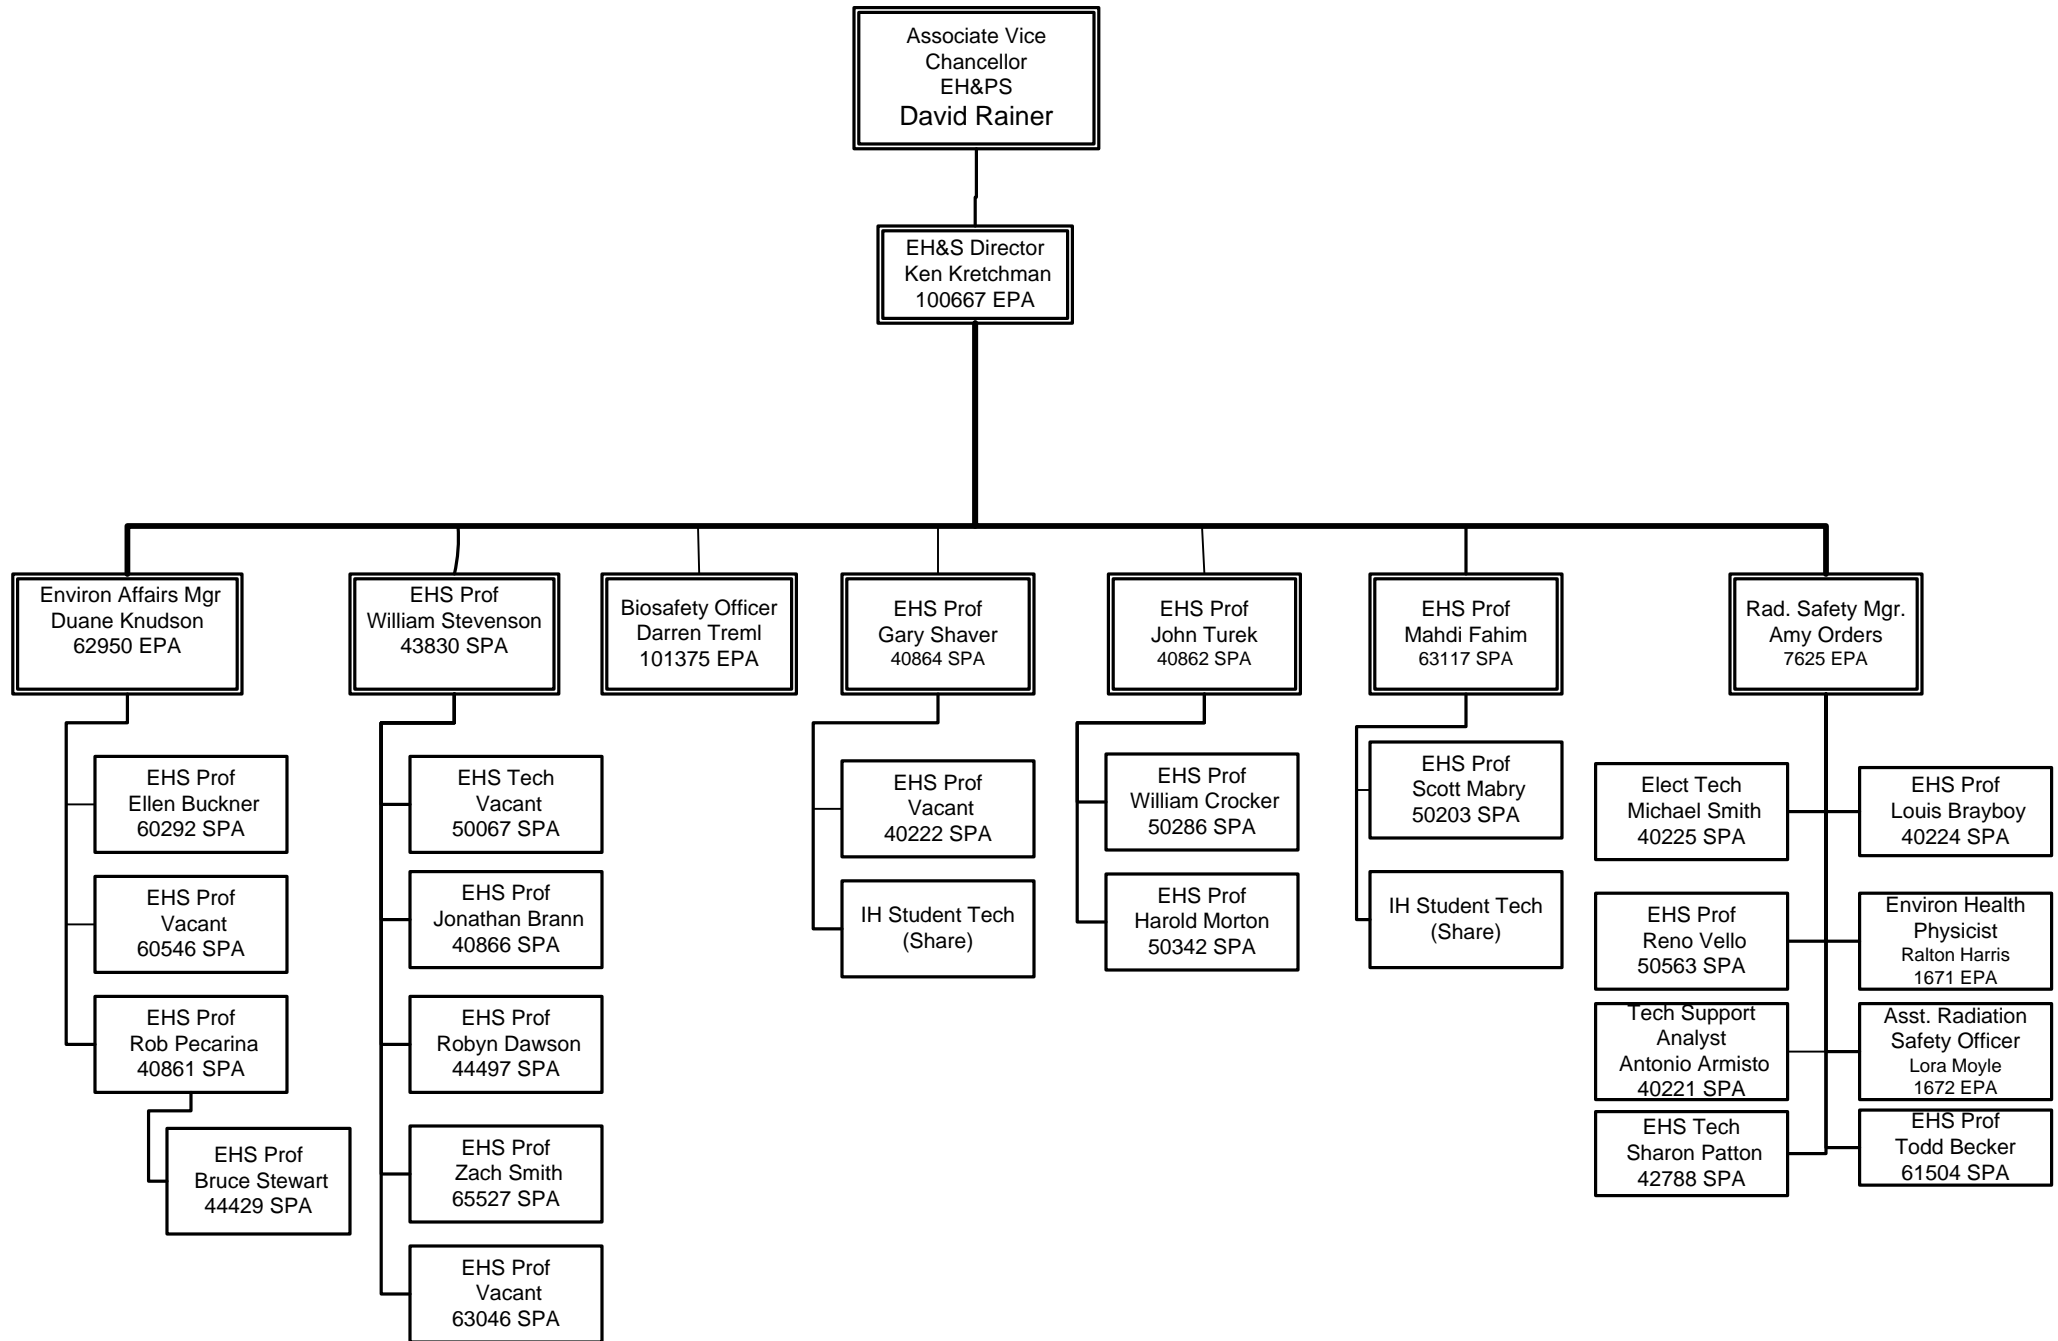 Associate Vice
Chancellor
EH&PS
David Rainer
EH&S Director
Ken Kretchman
100667 EPA
Environ Affairs Mgr
Duane Knudson
62950 EPA
EHS Prof
William Stevenson
43830 SPA
Biosafety Officer
Darren Treml
101375 EPA
EHS Prof
Gary Shaver
40864 SPA
EHS Prof
John Turek
40862 SPA
EHS Prof
Mahdi Fahim
63117 SPA
Rad. Safety Mgr.
Amy Orders
7625 EPA
EHS Prof
Ellen Buckner
60292 SPA
EHS Prof
Vacant
60546 SPA
EHS Prof
Rob Pecarina
40861 SPA
EHS Prof
Bruce Stewart
44429 SPA
EHS Tech
Vacant
50067 SPA
EHS Prof
Jonathan Brann
40866 SPA
EHS Prof
Robyn Dawson
44497 SPA
EHS Prof
Zach Smith
65527 SPA
EHS Prof
Vacant
63046 SPA
EHS Prof
Vacant
40222 SPA
IH Student Tech
(Share)
EHS Prof
William Crocker
50286 SPA
EHS Prof
Harold Morton
50342 SPA
EHS Prof
Scott Mabry
50203 SPA
IH Student Tech
(Share)
Elect Tech
Michael Smith
40225 SPA
EHS Prof
Louis Brayboy
40224 SPA
EHS Prof
Reno Vello
50563 SPA
Environ Health
Physicist
Ralton Harris
1671 EPA
Tech Support
Analyst
Antonio Armisto
40221 SPA
Asst. Radiation
Safety Officer
Lora Moyle
1672 EPA
EHS Tech
Sharon Patton
42788 SPA
EHS Prof
Todd Becker
61504 SPA